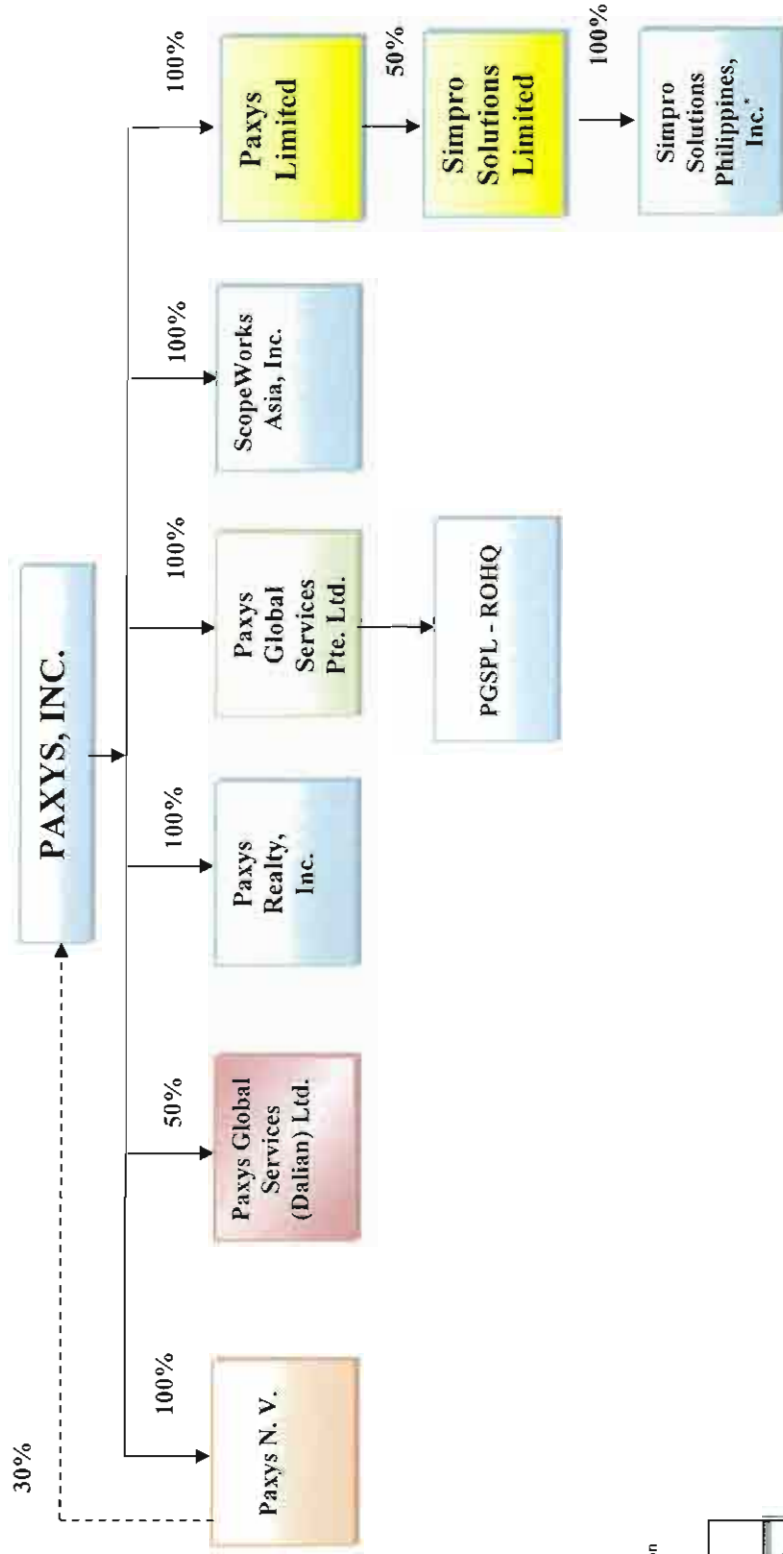 PAXYS, INC.
30%
100%
50%
100%
100%
100%
100%
Paxys N. V.
Paxys Global
Services
(Dalian) Ltd.
Paxys
Realty,
Inc.
Paxys
Global
Services
Pte. Ltd.
ScopeWorks
Asia, Inc.
Paxys
Limited
50%
PGSPL - ROHQ
Simpro
Solutions
Limited
100%
Simpro
Solutions
Philippines,
Inc.*